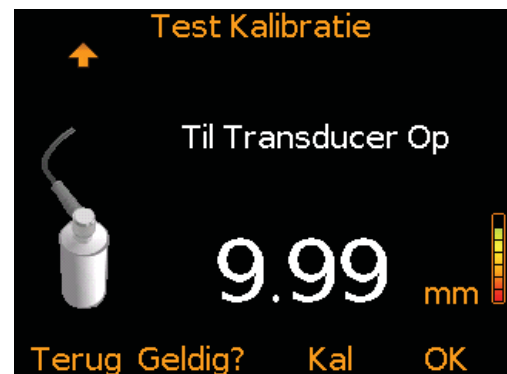 Test Kalibratie
Til Transducer Op
9.99 mm
Terug Geldig? Kal OK